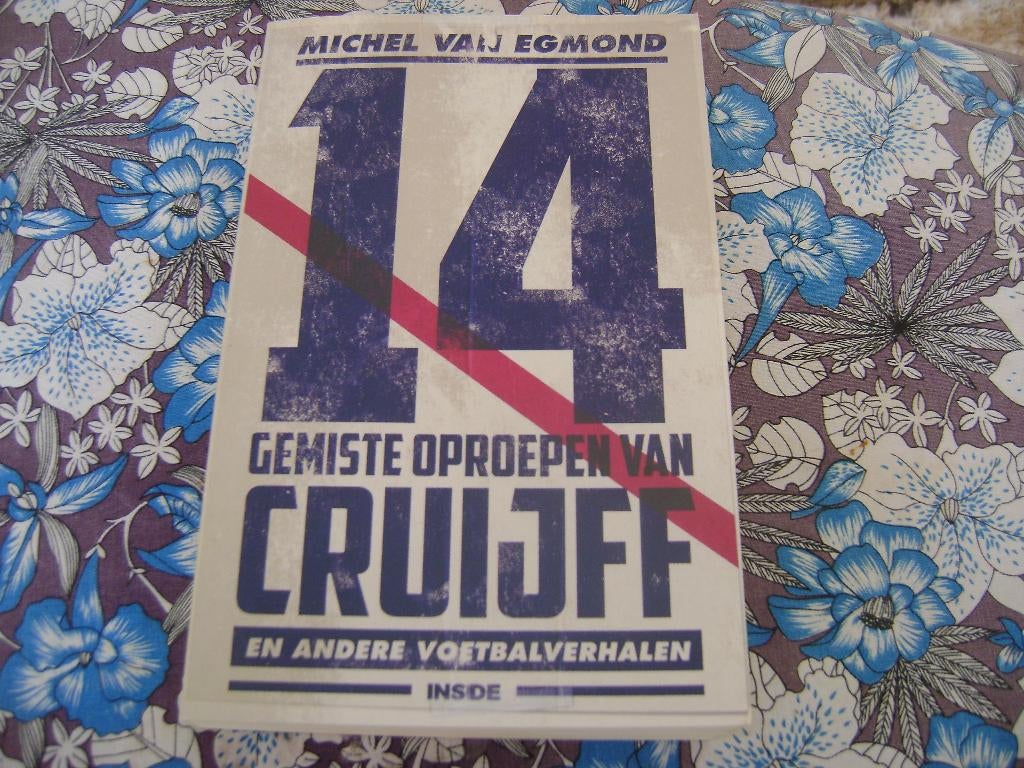 MICHEL VAN EGMOND
14
GEMISTE OPROEPEN VAN
CRUIJFF
EN ANDERE VOETBALVERHALEN
INSIDE